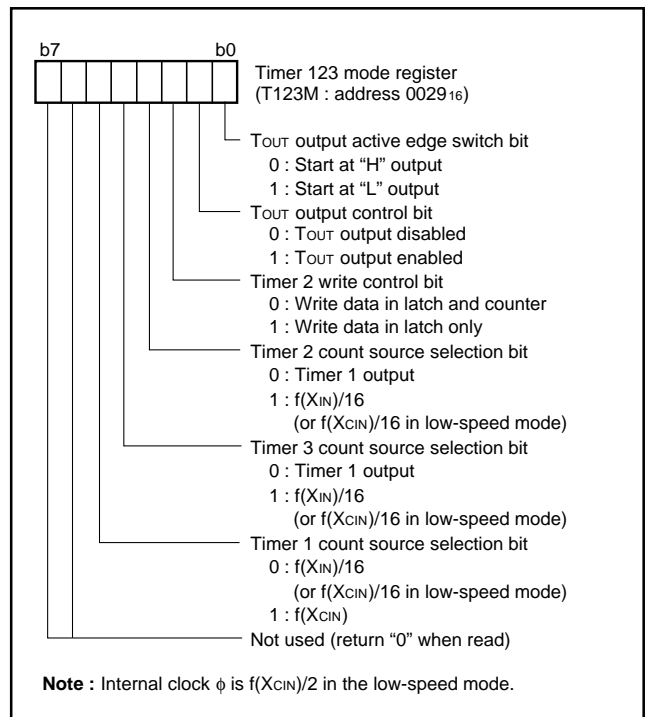 b7 b0
Timer 123 mode register
(T123M : address 002916)
TOUT output active edge switch bit
0 : Start at “H” output
1 : Start at “L” output
TOUT output control bit
0 : TOUT output disabled
1 : TOUT output enabled
Timer 2 write control bit
0 : Write data in latch and counter
1 : Write data in latch only
Timer 2 count source selection bit
0 : Timer 1 output
1 : f(XIN)/16
(or f(XCIN)/16 in low-speed mode)
Timer 3 count source selection bit
0 : Timer 1 output
1 : f(XIN)/16
(or f(XCIN)/16 in low-speed mode)
Timer 1 count source selection bit
0 : f(XIN)/16
(or f(XCIN)/16 in low-speed mode)
1 : f(XCIN)
Not used (return “0” when read)
Note : Internal clock ϕ is f(XCIN)/2 in the low-speed mode.